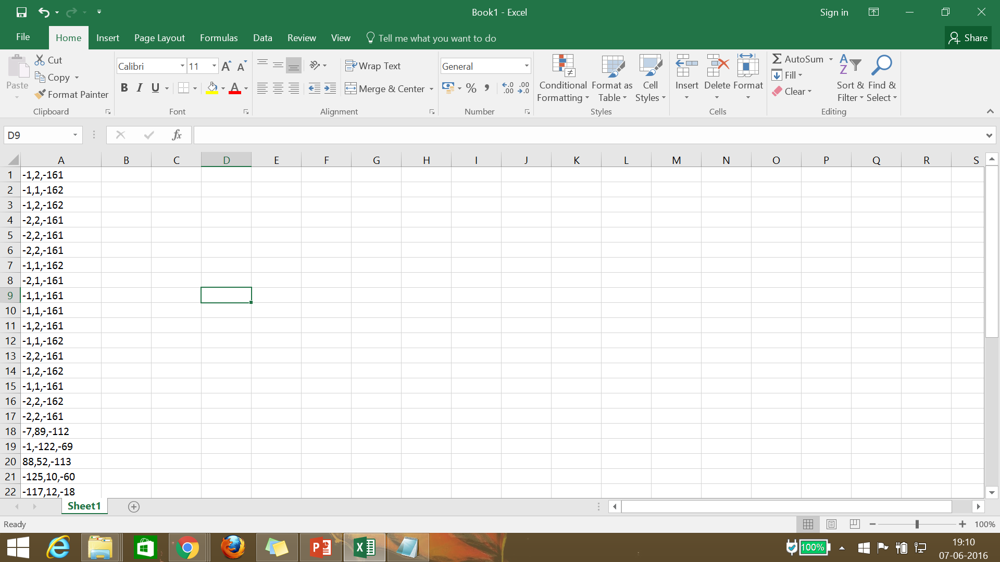 Book1 - Excel
Sign in
File Home Insert Page Layout Formulas Data Review View Tell me what you want to do Share
Paste
Cut
Copy
Format Painter
Clipboard
Calibri 11
B I U
Font
Wrap Text
Merge & Center
Alignment
General
% ,
Number
Conditional Formatting
Format as Table
Cell Styles
Styles
Insert Delete Format
Cells
AutoSum
Fill
Clear
Sort & Filter
Find & Select
Editing
D9 fx
A B C D E F G H I J K L M N O P Q R S
1 -1,2,-161
2 -1,1,-162
3 -1,2,-162
4 -2,2,-161
5 -2,2,-161
6 -2,2,-161
7 -1,1,-162
8 -2,1,-161
9 -1,1,-161
10 -1,1,-161
11 -1,2,-161
12 -1,1,-162
13 -2,2,-161
14 -1,2,-162
15 -1,1,-161
16 -2,2,-162
17 -2,2,-161
18 -7,89,-112
19 -1,-122,-69
20 88,52,-113
21 -125,10,-60
22 -117,12,-18
Sheet1
Ready
100%
100%
19:10
07-06-2016